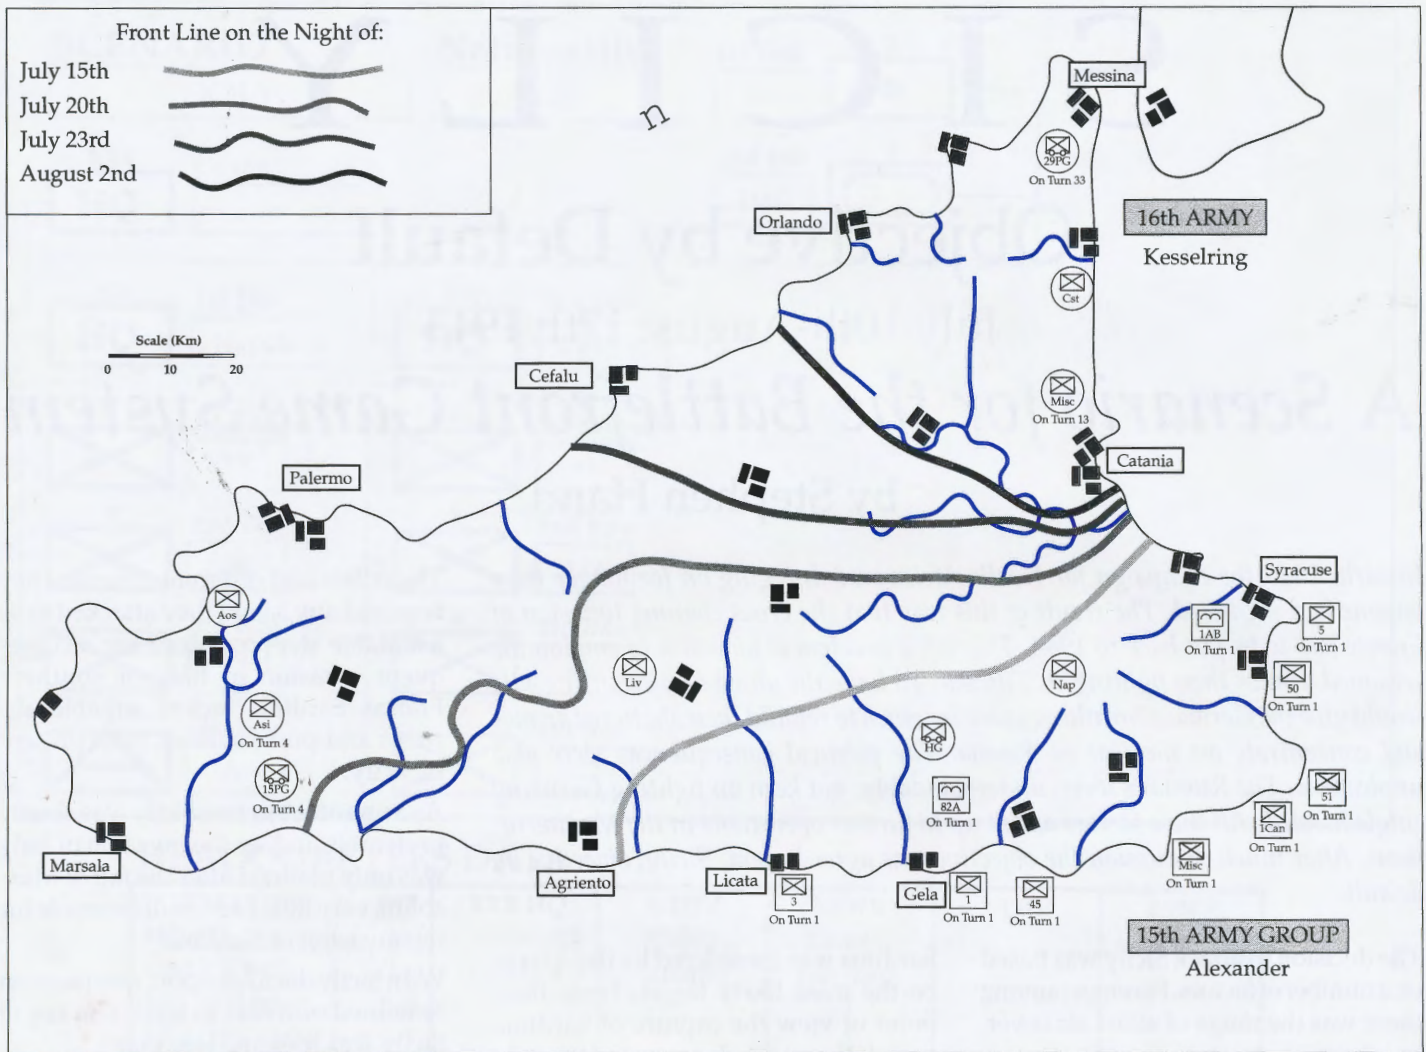 Front Line on the Night of:
July 15th
July 20th
July 23rd
August 2nd
n
Messina
29PG
On Turn 33
16th ARMY
Kesselring
Orlando
Cst
Scale (Km)
0 10 20
Cefalu
Misc
On Turn 13
Catania
Palermo
Syracuse
Aos
1AB
On Turn 1
5
On Turn 1
Liv
Nap
50
On Turn 1
Asi
On Turn 4
HG
15PG
On Turn 4
82A
On Turn 1
51
On Turn 1
1Can
On Turn 1
Misc
On Turn 1
Marsala
Agriento
Licata
3
On Turn 1
Gela
1
On Turn 1
45
On Turn 1
15th ARMY GROUP
Alexander